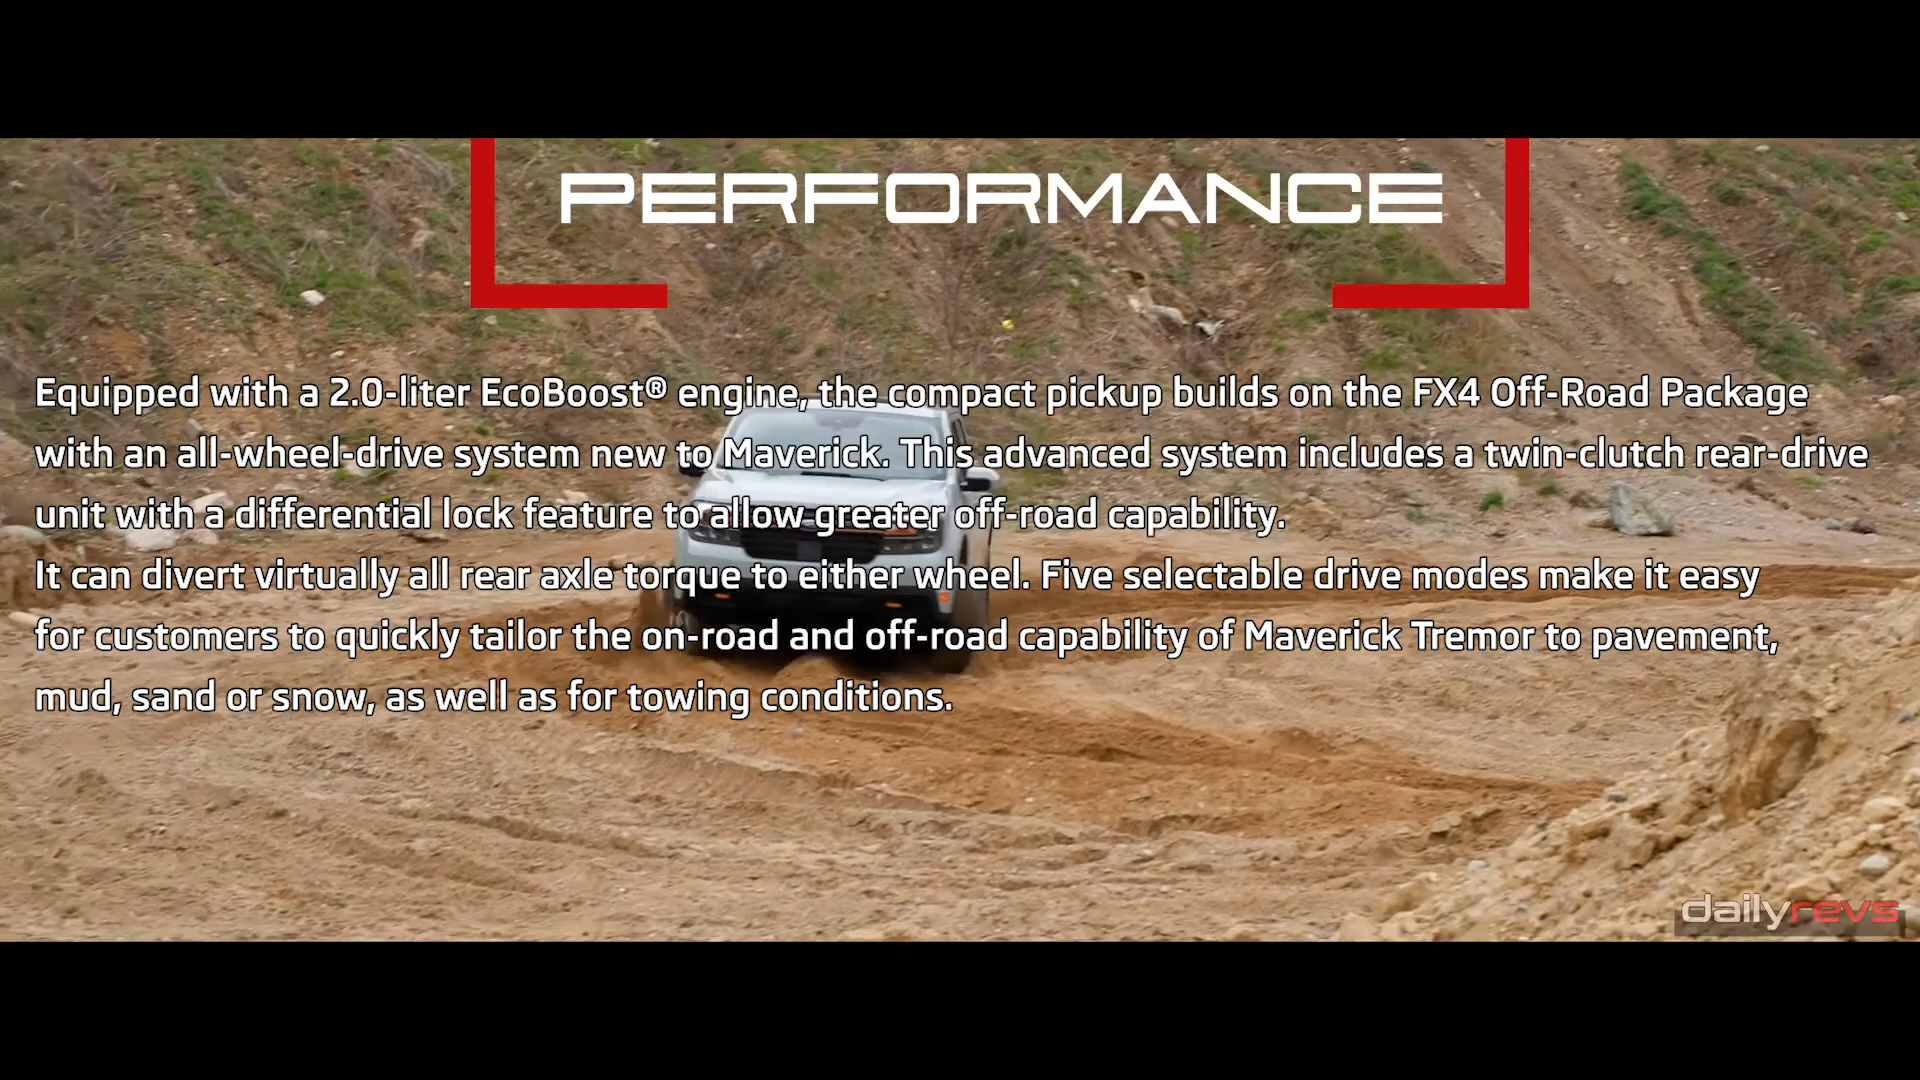 PERFORMANCE
Equipped with a 2.0-liter EcoBoost® engine, the compact pickup builds on the FX4 Off-Road Package
with an all-wheel-drive system new to Maverick. This advanced system includes a twin-clutch rear-drive
unit with a differential lock feature to allow greater off-road capability.
It can divert virtually all rear axle torque to either wheel. Five selectable drive modes make it easy
for customers to quickly tailor the on-road and off-road capability of Maverick Tremor to pavement,
mud, sand or snow, as well as for towing conditions.
dailyrevs